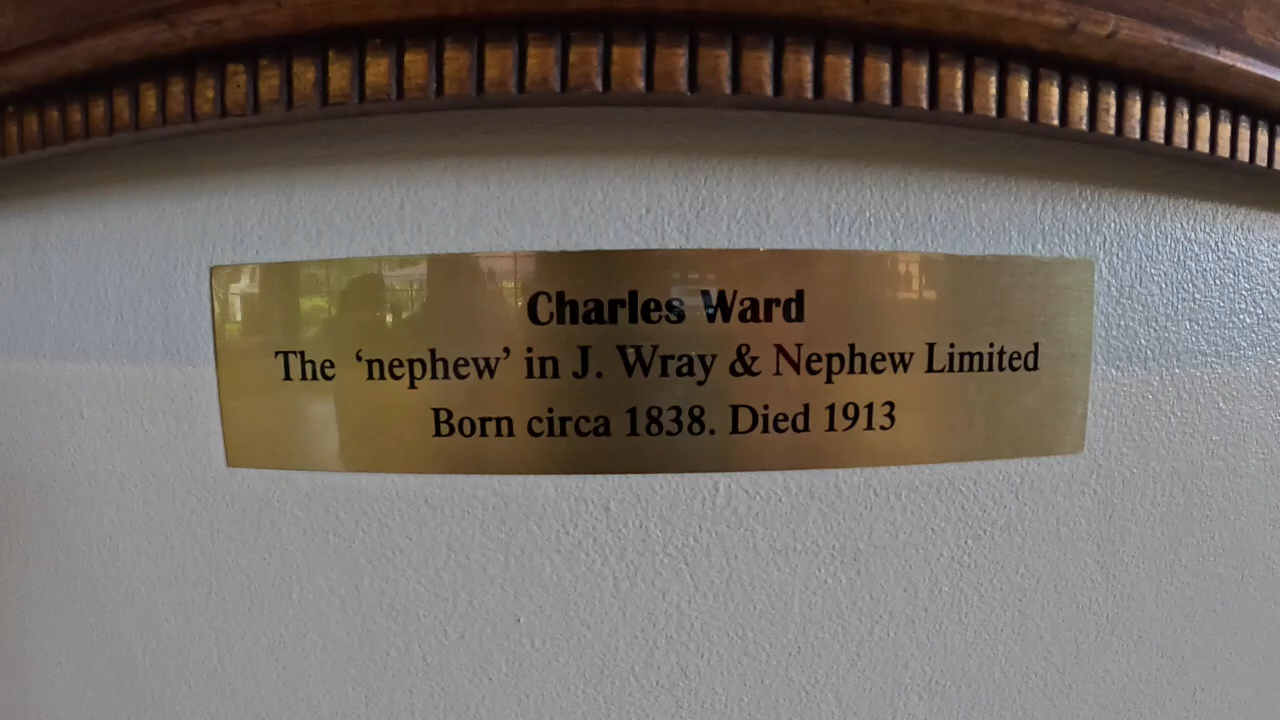 Charles Ward
The ‘nephew’ in J. Wray & Nephew Limited
Born circa 1838. Died 1913